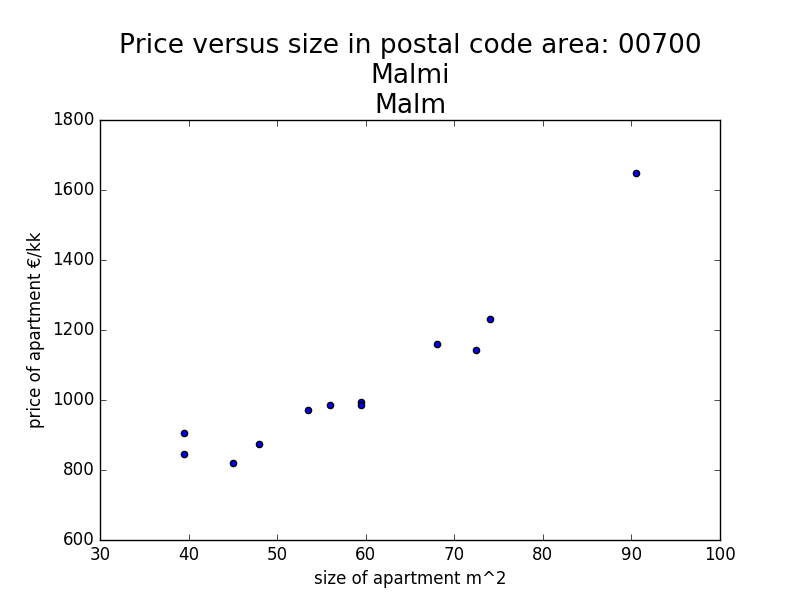 Price versus size in postal code area: 00700
Malmi
Malm
1800
1600
1400
1200
1000
800
600
price of apartment €/kk
30 40 50 60 70 80 90 100
size of apartment m^2